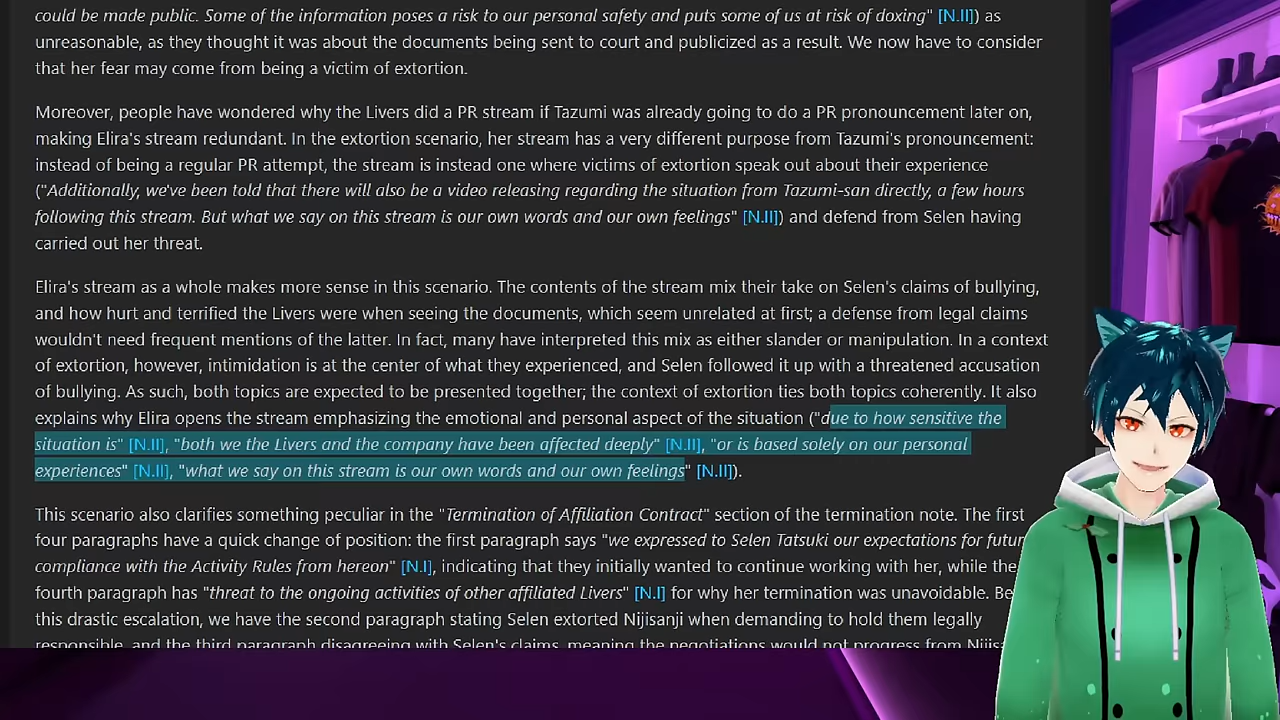 could be made public. Some of the information poses a risk to our personal safety and puts some of us at risk of doxing" [N.II]) as
unreasonable, as they thought it was about the documents being sent to court and publicized as a result. We now have to consider
that her fear may come from being a victim of extortion.
Moreover, people have wondered why the Livers did a PR stream if Tazumi was already going to do a PR pronouncement later on,
making Elira's stream redundant. In the extortion scenario, her stream has a very different purpose from Tazumi's pronouncement:
instead of being a regular PR attempt, the stream is instead one where victims of extortion speak out about their experience
("Additionally, we've been told that there will also be a video releasing regarding the situation from Tazumi-san directly, a few hours
following this stream. But what we say on this stream is our own words and our own feelings" [N.II]) and defend from Selen having
carried out her threat.
Elira's stream as a whole makes more sense in this scenario. The contents of the stream mix their take on Selen's claims of bullying,
and how hurt and terrified the Livers were when seeing the documents, which seem unrelated at first; a defense from legal claims
wouldn't need frequent mentions of the latter. In fact, many have interpreted this mix as either slander or manipulation. In a context
of extortion, however, intimidation is at the center of what they experienced, and Selen followed it up with a threatened accusation
of bullying. As such, both topics are expected to be presented together; the context of extortion ties both topics coherently. It also
explains why Elira opens the stream emphasizing the emotional and personal aspect of the situation ("due to how sensitive the
situation is" [N.II], "both we the Livers and the company have been affected deeply" [N.II], "or is based solely on our personal
experiences" [N.II], "what we say on this stream is our own words and our own feelings" [N.II]).
This scenario also clarifies something peculiar in the "Termination of Affiliation Contract" section of the termination note. The first
four paragraphs have a quick change of position: the first paragraph says "we expressed to Selen Tatsuki our expectations for futur
compliance with the Activity Rules from hereon" [N.I], indicating that they initially wanted to continue working with her, while the
fourth paragraph has "threat to the ongoing activities of other affiliated Livers" [N.I] for why her termination was unavoidable. Be
this drastic escalation, we have the second paragraph stating Selen extorted Nijisanji when demanding to hold them legally
responsible, and the third paragraph disagreeing with Selen's claims, meaning the negotiations would not progress from Nijisa